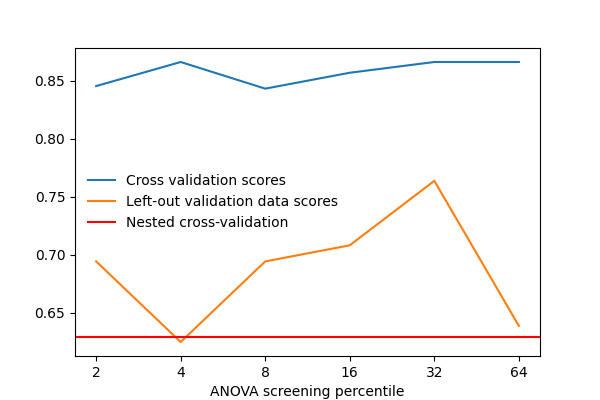 0.85
0.80
0.75
0.70
0.65
Cross validation scores
Left-out validation data scores
Nested cross-validation
2 4 8 16 32 64
ANOVA screening percentile